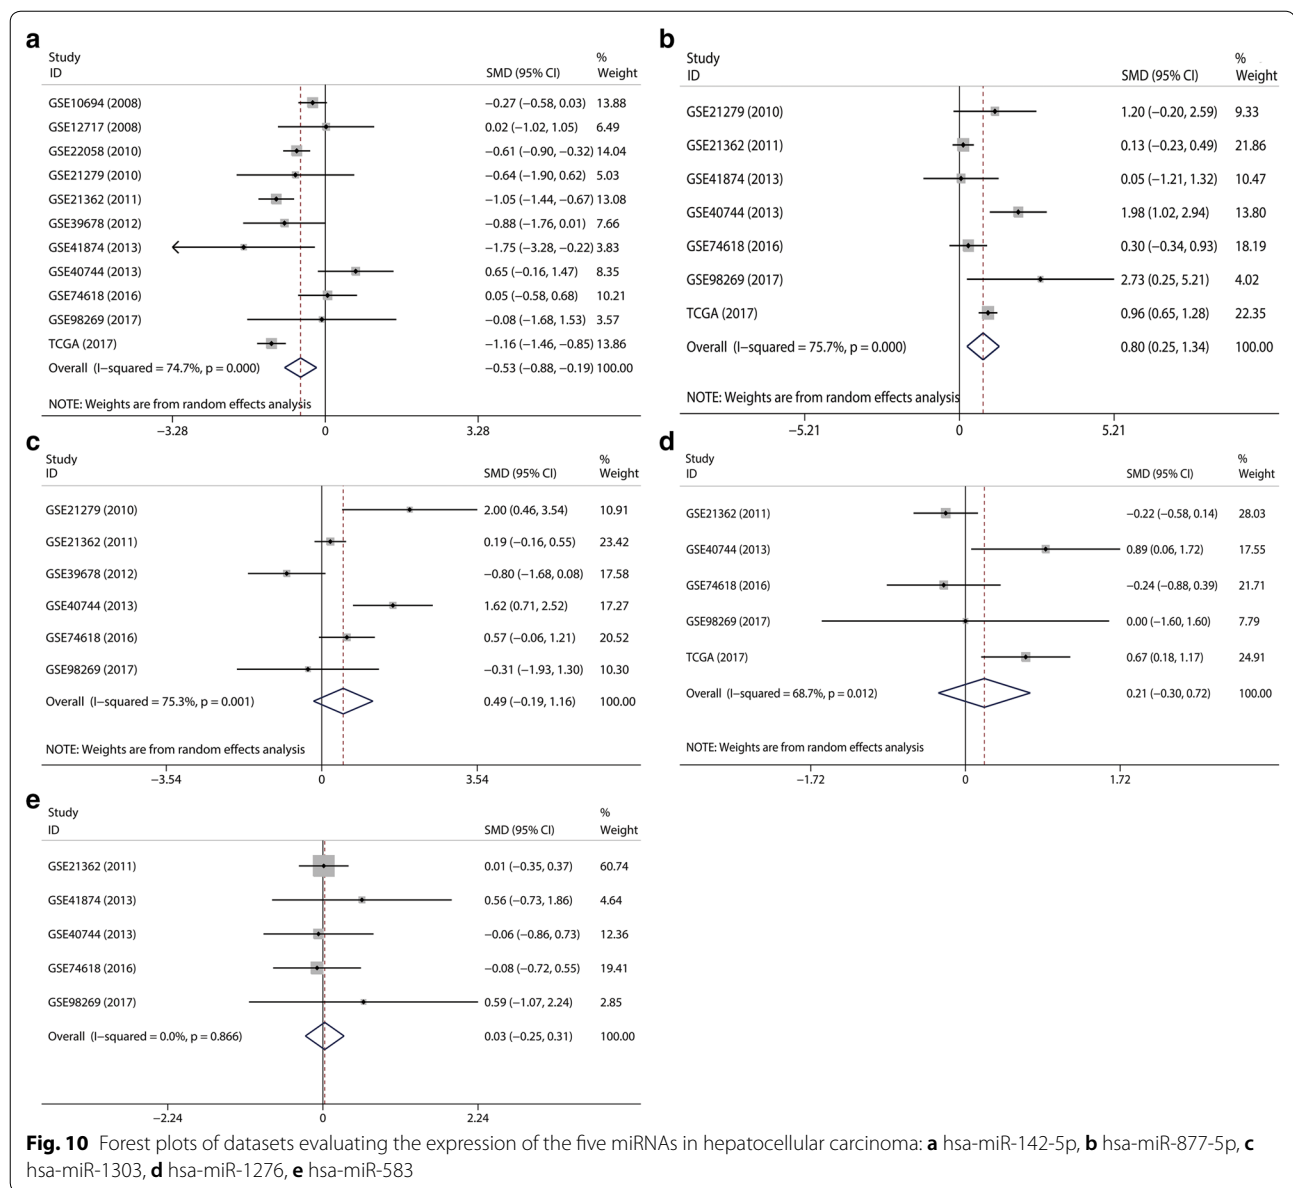 a
Study
ID SMD (95% CI) % Weight
GSE10694 (2008) −0.27 (−0.58, 0.03) 13.88
GSE12717 (2008) 0.02 (−1.02, 1.05) 6.49
GSE22058 (2010) −0.61 (−0.90, −0.32) 14.04
GSE21279 (2010) −0.64 (−1.90, 0.62) 5.03
GSE21362 (2011) −1.05 (−1.44, −0.67) 13.08
GSE39678 (2012) −0.88 (−1.76, 0.01) 7.66
GSE41874 (2013) −1.75 (−3.28, −0.22) 3.83
GSE40744 (2013) 0.65 (−0.16, 1.47) 8.35
GSE74618 (2016) 0.05 (−0.58, 0.68) 10.21
GSE98269 (2017) −0.08 (−1.68, 1.53) 3.57
TCGA (2017) −1.16 (−1.46, −0.85) 13.86
Overall (I−squared = 74.7%, p = 0.000) −0.53 (−0.88, −0.19) 100.00
NOTE: Weights are from random effects analysis
−3.28 0 3.28
b
Study
ID SMD (95% CI) % Weight
GSE21279 (2010) 1.20 (−0.20, 2.59) 9.33
GSE21362 (2011) 0.13 (−0.23, 0.49) 21.86
GSE41874 (2013) 0.05 (−1.21, 1.32) 10.47
GSE40744 (2013) 1.98 (1.02, 2.94) 13.80
GSE74618 (2016) 0.30 (−0.34, 0.93) 18.19
GSE98269 (2017) 2.73 (0.25, 5.21) 4.02
TCGA (2017) 0.96 (0.65, 1.28) 22.35
Overall (I−squared = 75.7%, p = 0.000) 0.80 (0.25, 1.34) 100.00
NOTE: Weights are from random effects analysis
−5.21 0 5.21
c
Study
ID SMD (95% CI) % Weight
GSE21279 (2010) 2.00 (0.46, 3.54) 10.91
GSE21362 (2011) 0.19 (−0.16, 0.55) 23.42
GSE39678 (2012) −0.80 (−1.68, 0.08) 17.58
GSE40744 (2013) 1.62 (0.71, 2.52) 17.27
GSE74618 (2016) 0.57 (−0.06, 1.21) 20.52
GSE98269 (2017) −0.31 (−1.93, 1.30) 10.30
Overall (I−squared = 75.3%, p = 0.001) 0.49 (−0.19, 1.16) 100.00
NOTE: Weights are from random effects analysis
−3.54 0 3.54
d
Study
ID SMD (95% CI) % Weight
GSE21362 (2011) −0.22 (−0.58, 0.14) 28.03
GSE40744 (2013) 0.89 (0.06, 1.72) 17.55
GSE74618 (2016) −0.24 (−0.88, 0.39) 21.71
GSE98269 (2017) 0.00 (−1.60, 1.60) 7.79
TCGA (2017) 0.67 (0.18, 1.17) 24.91
Overall (I−squared = 68.7%, p = 0.012) 0.21 (−0.30, 0.72) 100.00
NOTE: Weights are from random effects analysis
−1.72 0 1.72
e
Study
ID SMD (95% CI) % Weight
GSE21362 (2011) 0.01 (−0.35, 0.37) 60.74
GSE41874 (2013) 0.56 (−0.73, 1.86) 4.64
GSE40744 (2013) −0.06 (−0.86, 0.73) 12.36
GSE74618 (2016) −0.08 (−0.72, 0.55) 19.41
GSE98269 (2017) 0.59 (−1.07, 2.24) 2.85
Overall (I−squared = 0.0%, p = 0.866) 0.03 (−0.25, 0.31) 100.00
−2.24 0 2.24
Fig. 10 Forest plots of datasets evaluating the expression of the five miRNAs in hepatocellular carcinoma: a hsa-miR-142-5p, b hsa-miR-877-5p, c
hsa-miR-1303, d hsa-miR-1276, e hsa-miR-583